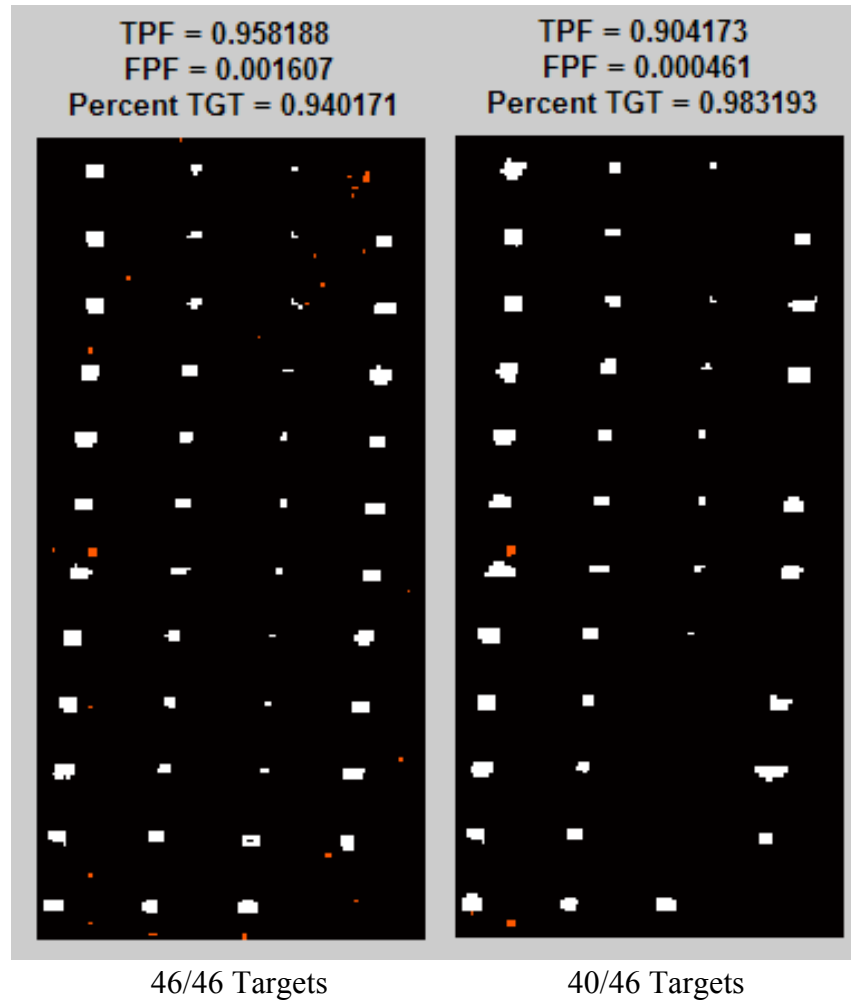 TPF = 0.958188
FPF = 0.001607
Percent TGT = 0.940171
TPF = 0.904173
FPF = 0.000461
Percent TGT = 0.983193
46/46 Targets
40/46 Targets